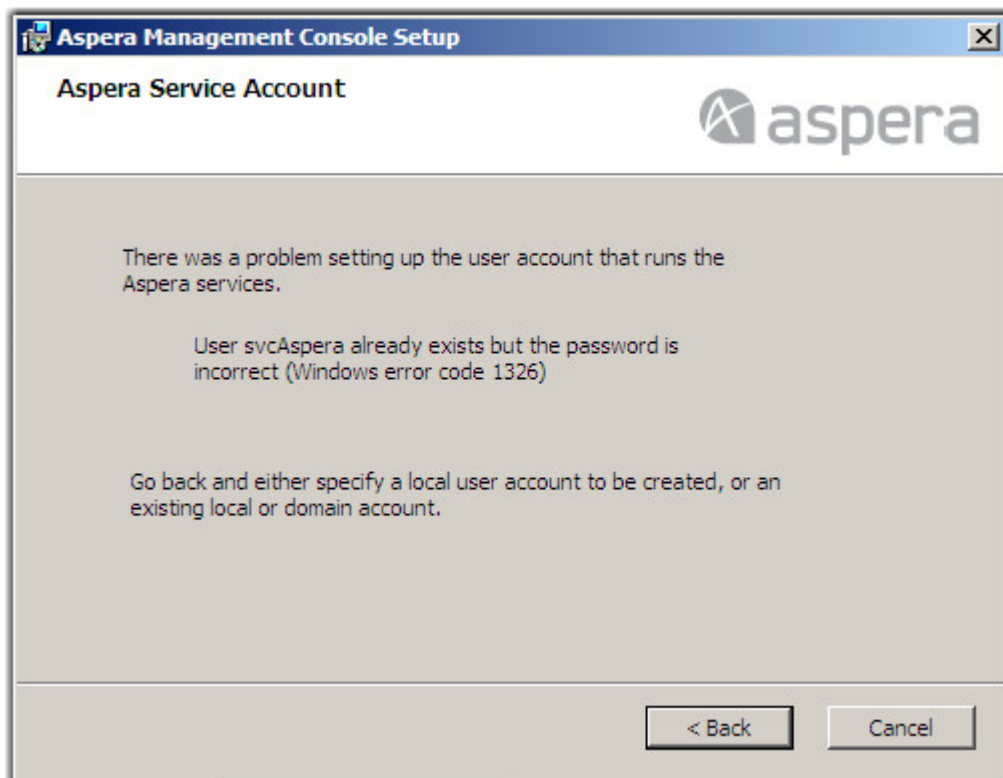 Aspera Management Console Setup
Aspera Service Account
aspera
There was a problem setting up the user account that runs the
Aspera services.
User svcAspera already exists but the password is
incorrect (Windows error code 1326)
Go back and either specify a local user account to be created, or an
existing local or domain account.
< Back
Cancel